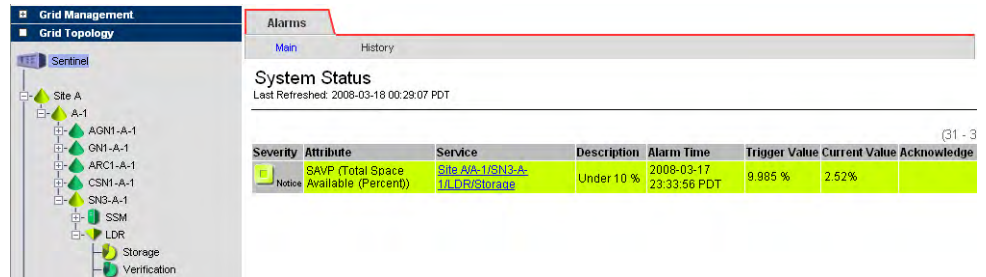 Grid Management
Grid Topology
Sentinel
Site A
A-1
AGN1-A-1
GN1-A-1
ARC1-A-1
CSN1-A-1
SN3-A-1
SSM
LDR
Storage
Verification
Alarms
Main History
System Status
Last Refreshed: 2008-03-18 00:29:07 PDT
(31 - 3
Severity Attribute Service Description Alarm Time Trigger Value Current Value Acknowledge
Notice SAVP (Total Space Available (Percent)) Site A/A-1/SN3-A-1/LDR/Storage Under 10 % 2008-03-17 23:33:56 PDT 9.985 % 2.52%